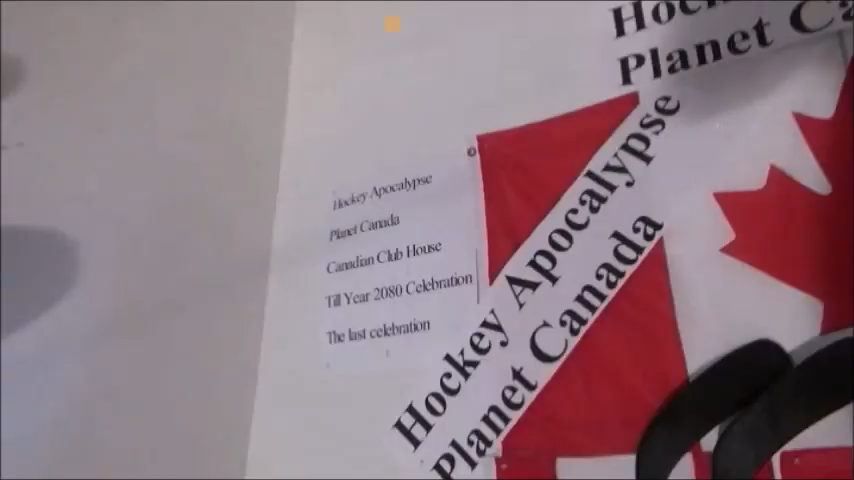 Planet
Hockey Apocalypse
Planet Canada
Canadian Club House
Till Year 2080 Celebration
The last celebration
Hockey Apocalypse
Planet Canada